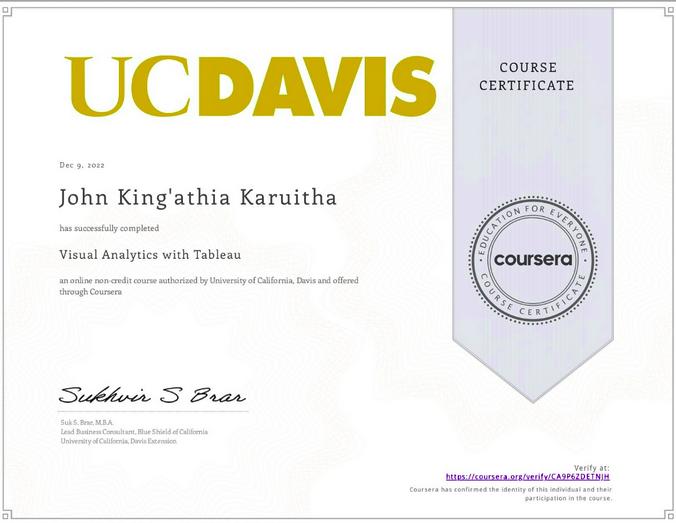 UCDAVIS
COURSE
CERTIFICATE
Dec 9, 2022
John King'athia Karuitha
has successfully completed
Visual Analytics with Tableau
an online non-credit course authorized by University of California, Davis and offered
through Coursera
EDUCATION FOR EVERYONE
coursera
COURSE CERTIFICATE
Sukhvir S Brar
Suk S. Brar, M.B.A.
Lead Business Consultant, Blue Shield of California
University of California, Davis Extension
Verify at:
https://coursera.org/verify/CA9P6ZDETNJH
Coursera has confirmed the identity of this individual and their
participation in the course.